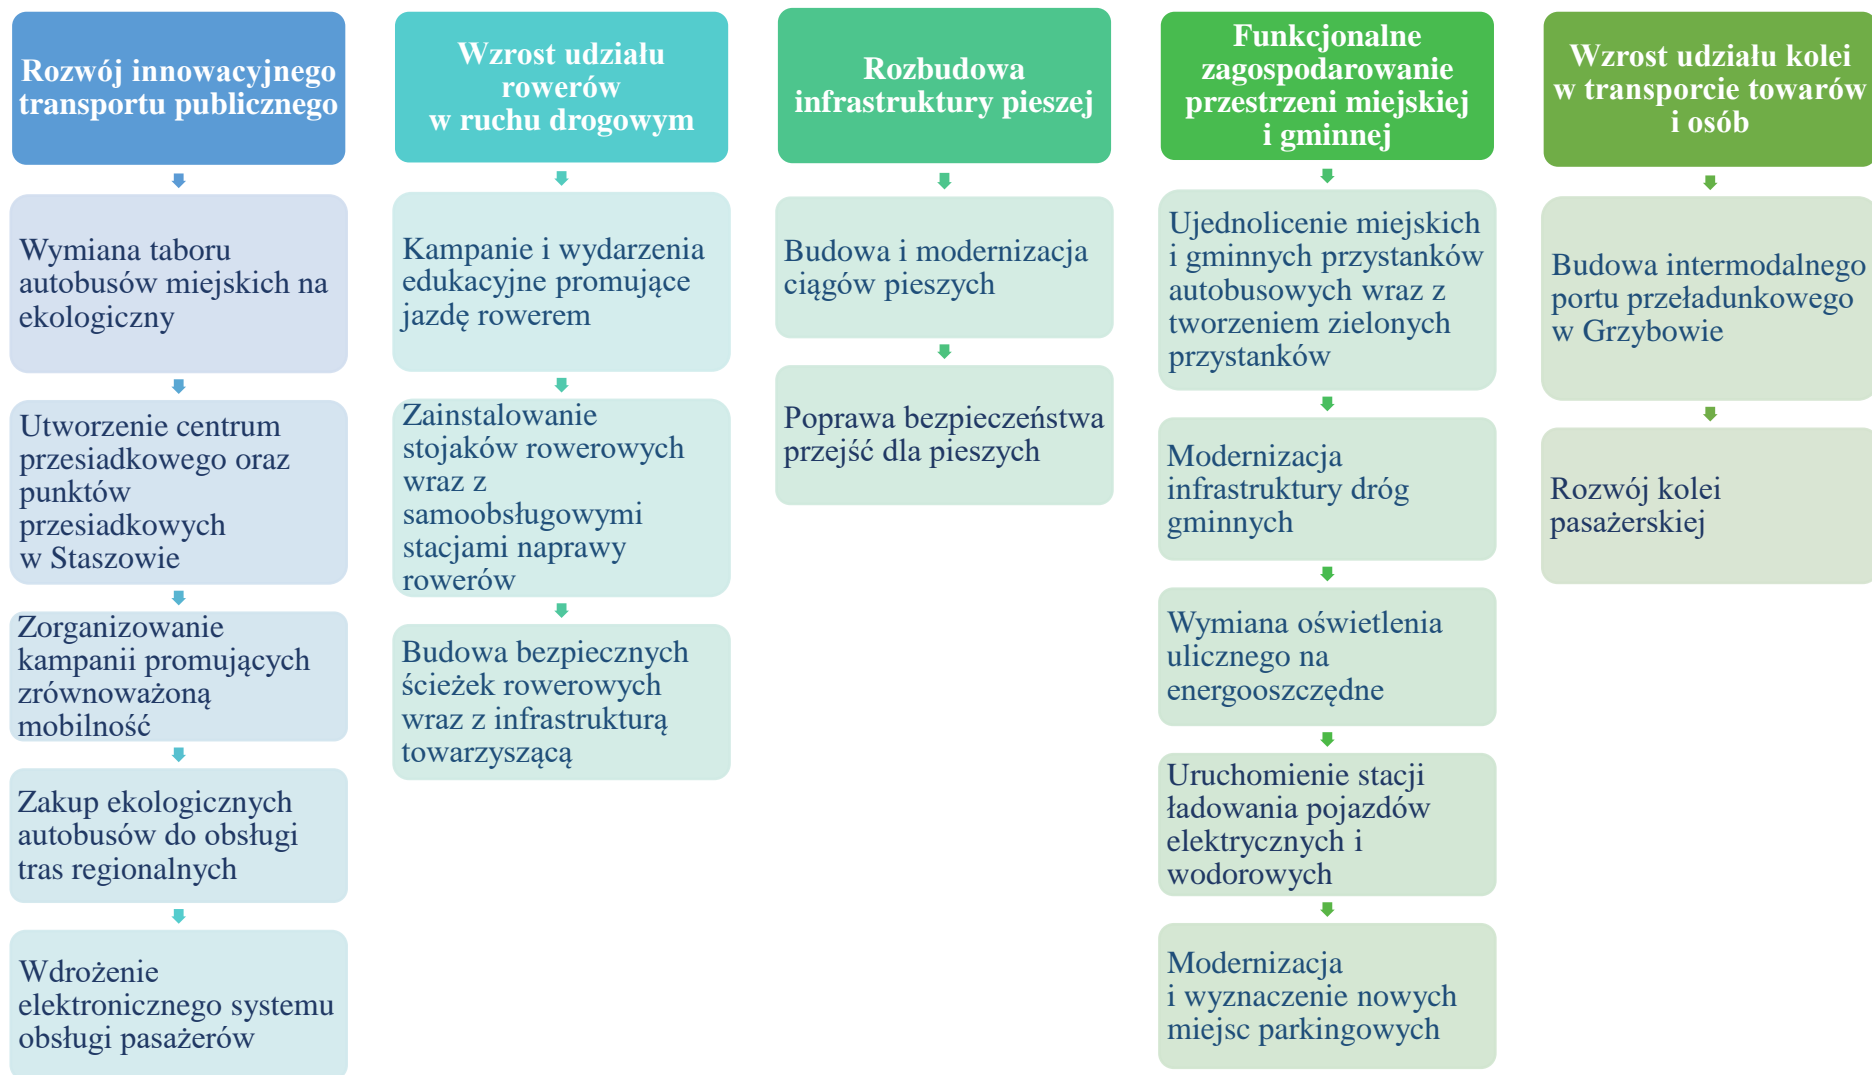 Rozwój innowacyjnego
transportu publicznego
Wymiana taboru
autobusów miejskich na
ekologiczny
Utworzenie centrum
przesiadkowego oraz
punktów
przesiadkowych
w Staszowie
Zorganizowanie
kampanii promujących
zrównoważoną
mobilność
Zakup ekologicznych
autobusów do obsługi
tras regionalnych
Wdrożenie
elektronicznego systemu
obsługi pasażerów
Wzrost udziału
rowerów
w ruchu drogowym
Kampanie i wydarzenia
edukacyjne promujące
jazdę rowerem
Zainstalowanie
stojaków rowerowych
wraz z
samoobsługowymi
stacjami naprawy
rowerów
Budowa bezpiecznych
ścieżek rowerowych
wraz z infrastrukturą
towarzyszącą
Rozbudowa
infrastruktury pieszej
Budowa i modernizacja
ciągów pieszych
Poprawa bezpieczeństwa
przejść dla pieszych
Funkcjonalne
zagospodarowanie
przestrzeni miejskiej
i gminnej
Ujednolicenie miejskich
i gminnych przystanków
autobusowych wraz z
tworzeniem zielonych
przystanków
Modernizacja
infrastruktury dróg
gminnych
Wymiana oświetlenia
ulicznego na
energooszczędne
Uruchomienie stacji
ładowania pojazdów
elektrycznych i
wodorowych
Modernizacja
i wyznaczenie nowych
miejsc parkingowych
Wzrost udziału kolei
w transporcie towarów
i osób
Budowa intermodalnego
portu przeładunkowego
w Grzybowie
Rozwój kolei
pasażerskiej